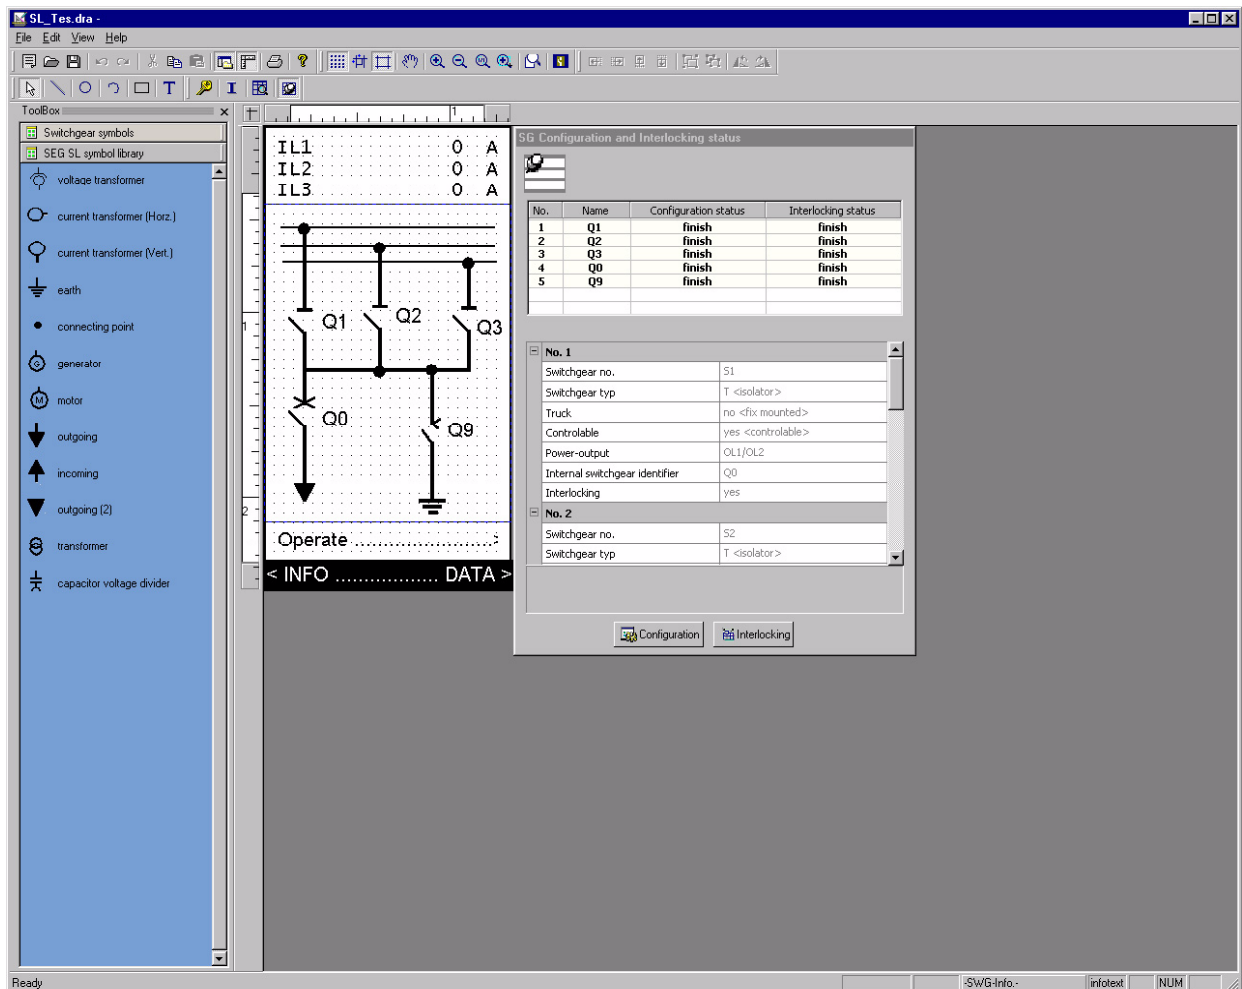 SL_Tes.dra -
File Edit View Help
ToolBox
Switchgear symbols
SEG SL symbol library
voltage transformer
current transformer (Horz.)
current transformer (Vert.)
earth
connecting point
generator
motor
outgoing
incoming
outgoing (2)
transformer
capacitor voltage divider
1
1
2
IL1 0 A
IL2 0 A
IL3 0 A
Q1 Q2 Q3
Q0 Q9
Operate ........................>
< INFO .................. DATA >
SG Configuration and Interlocking status
No. Name Configuration status Interlocking status
1 Q1 finish finish
2 Q2 finish finish
3 Q3 finish finish
4 Q0 finish finish
5 Q9 finish finish
No. 1
Switchgear no. S1
Switchgear typ T <isolator>
Truck no <fix mounted>
Controlable yes <controlable>
Power-output OL1/OL2
Internal switchgear identifier Q0
Interlocking yes
No. 2
Switchgear no. S2
Switchgear typ T <isolator>
Configuration Interlocking
Ready -SWG-Info.- infotext NUM